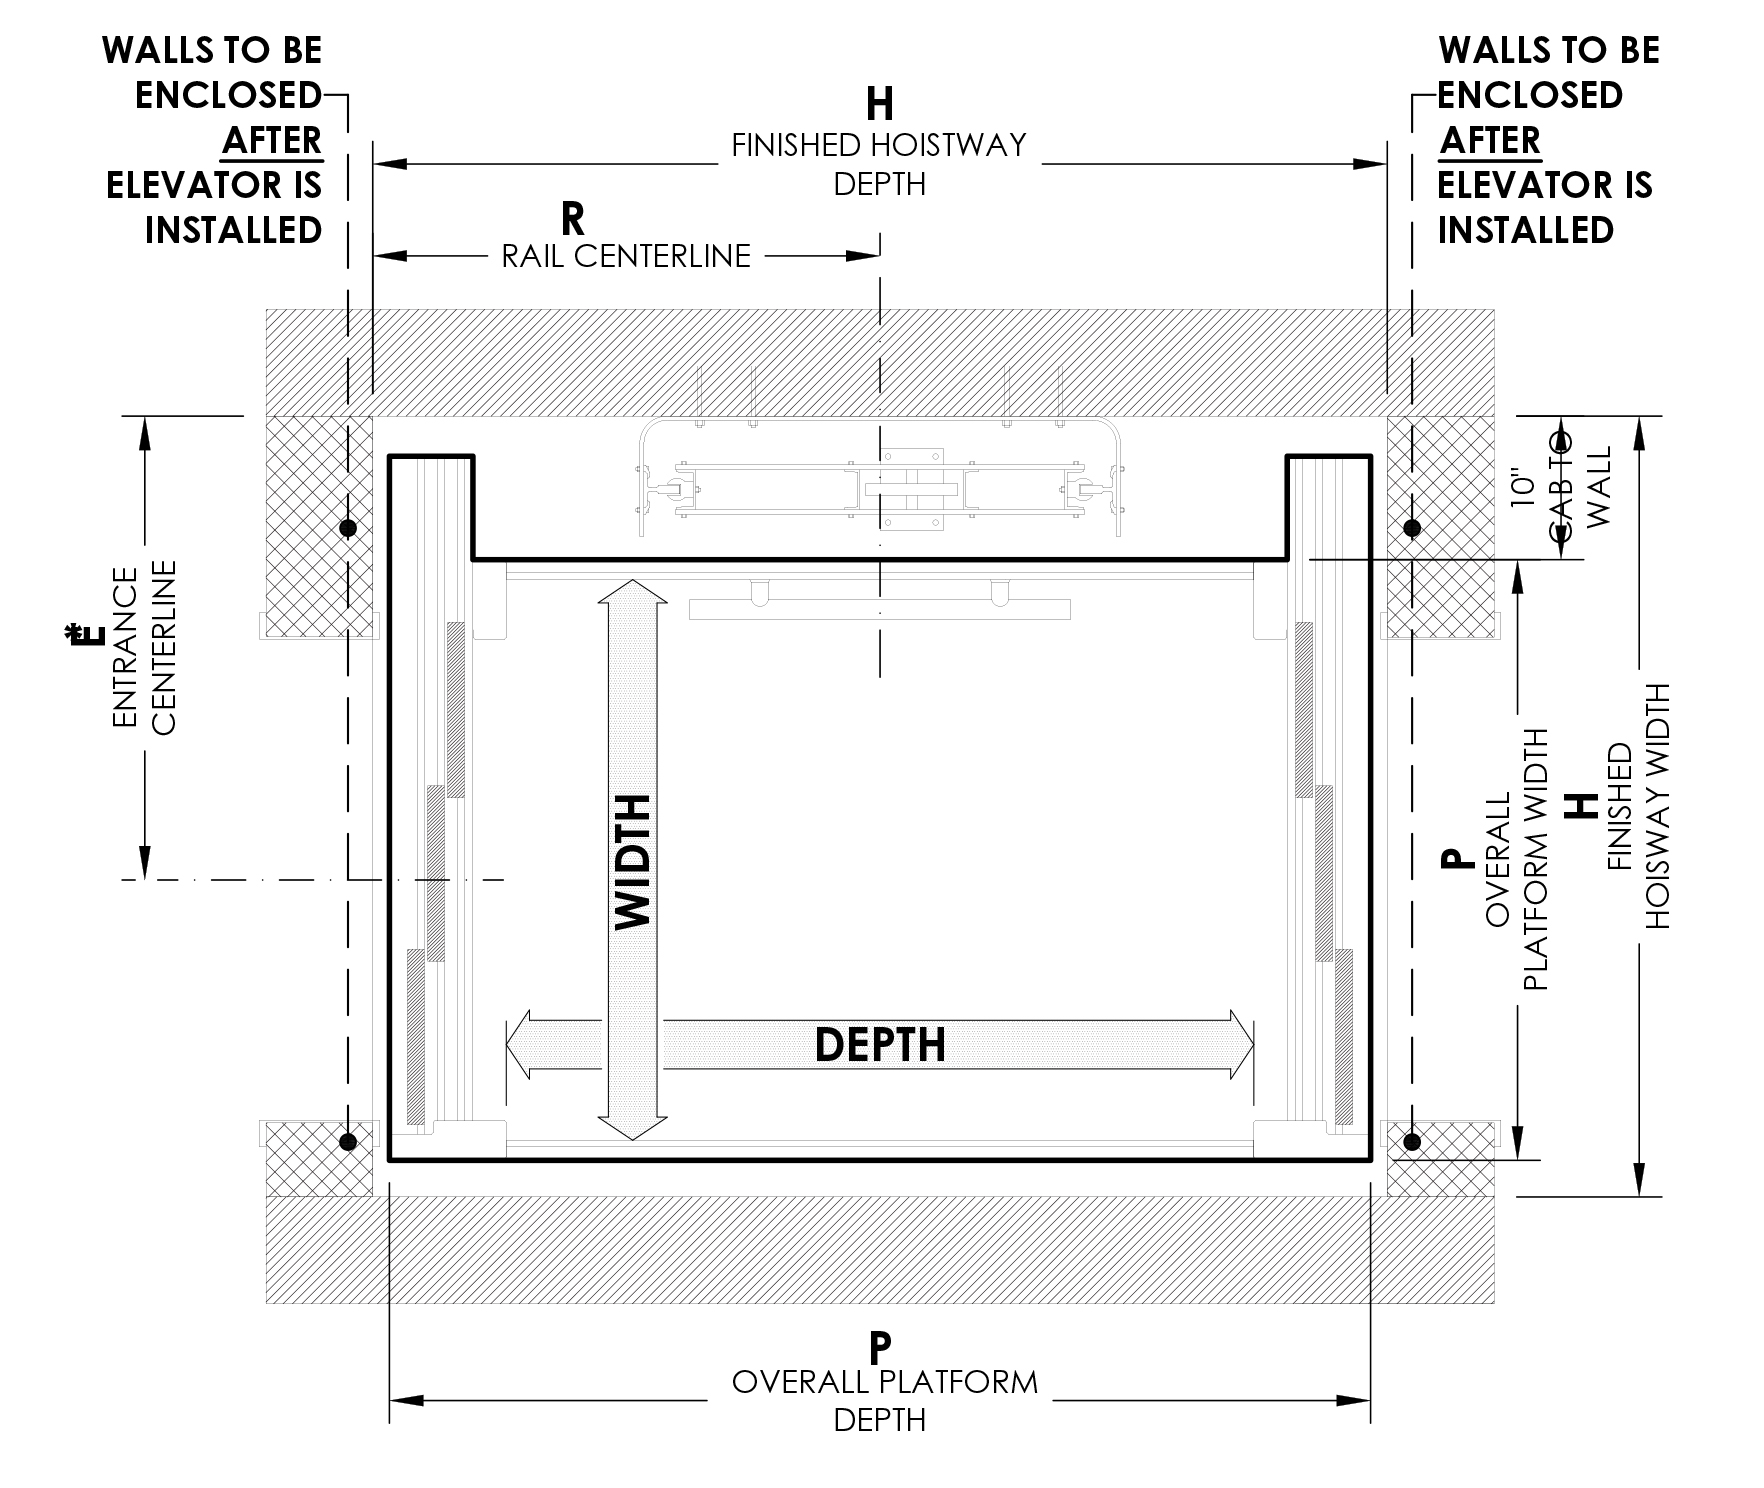 WALLS TO BE
ENCLOSED
AFTER
ELEVATOR IS
INSTALLED
H
FINISHED HOISTWAY
DEPTH
R
RAIL CENTERLINE
WALLS TO BE
ENCLOSED
AFTER
ELEVATOR IS
INSTALLED
E*
ENTRANCE
CENTERLINE
10"
CAB TO
WALL
WIDTH
DEPTH
P
OVERALL
PLATFORM WIDTH
H
FINISHED
HOISWAY WIDTH
P
OVERALL PLATFORM
DEPTH